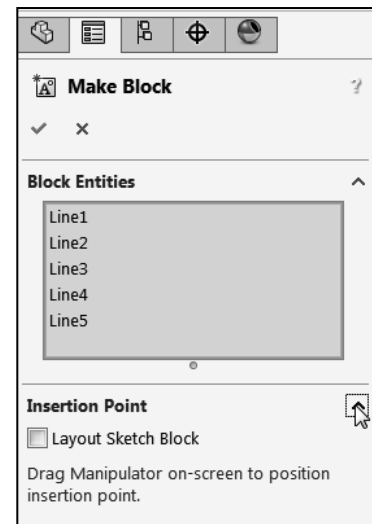 Make Block
?
Block Entities
Line1
Line2
Line3
Line4
Line5
Insertion Point
Layout Sketch Block
Drag Manipulator on-screen to position
insertion point.